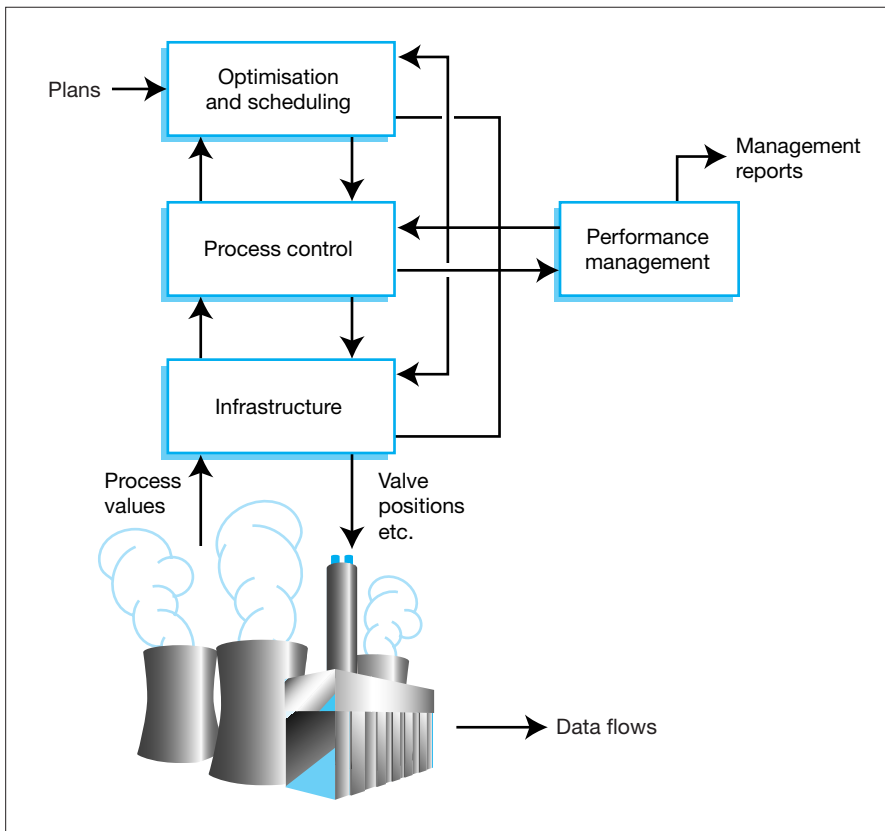 Optimisation
and scheduling
Plans
Management
reports
Process control
Performance
management
Infrastructure
Process
values
Valve
positions
etc.
Data flows